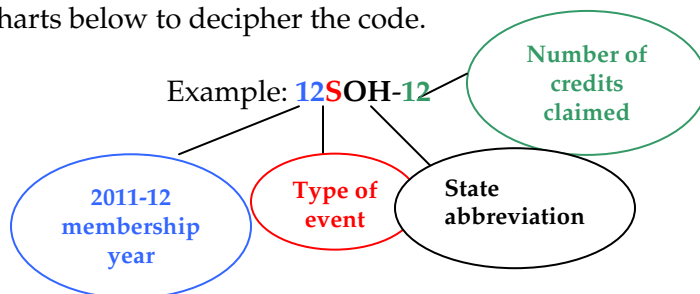 harts below to decipher the code.
Number of
credits
claimed
Example: 12SOH-12
2011-12
membership
year
Type of
event
State
abbreviation